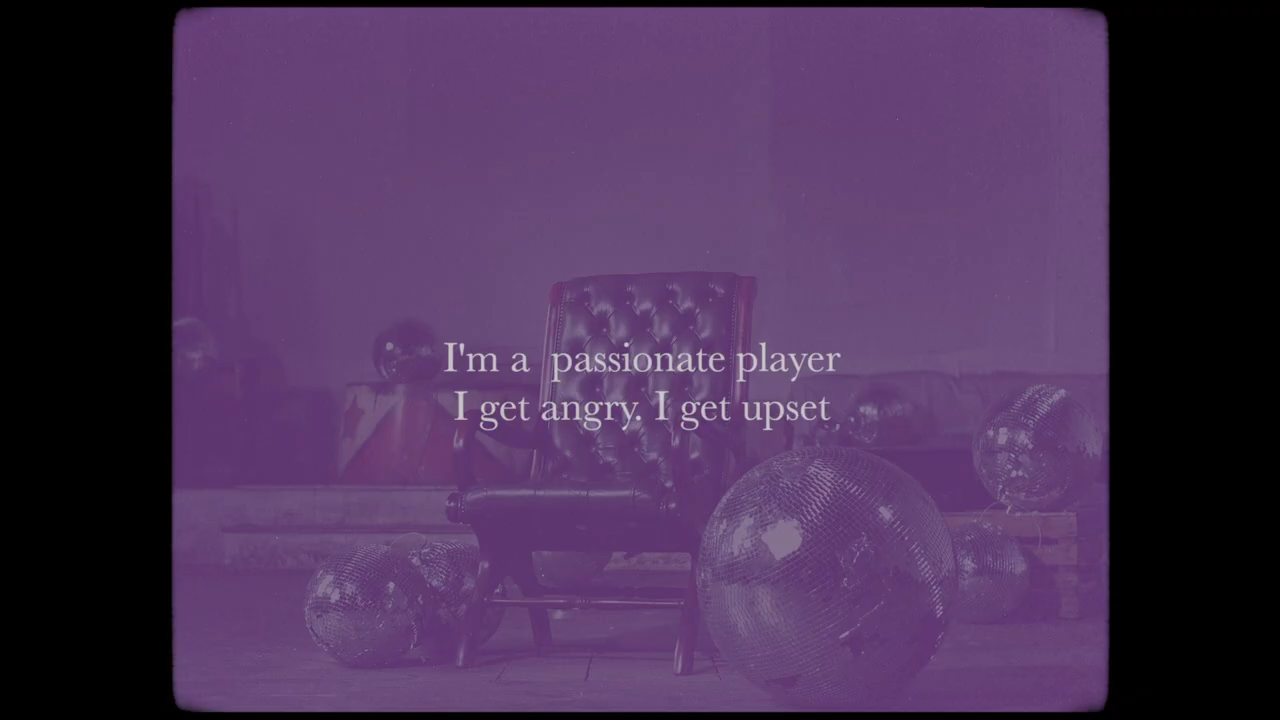 I'm a  passionate player
I get angry. I get upset